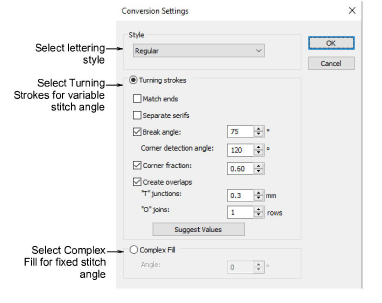 Conversion Settings
Style
OK
Select lettering
style
Regular
Cancel
Select Turning
Strokes for variable
stitch angle
Turning strokes
Match ends
Separate serifs
Break angle: 75 °
Corner detection angle: 120 °
Corner fraction: 0.60
Create overlaps
"T" junctions: 0.3 mm
"O" joins: 1 rows
Suggest Values
Select Complex
Fill for fixed stitch
angle
Complex Fill
Angle: 0 °